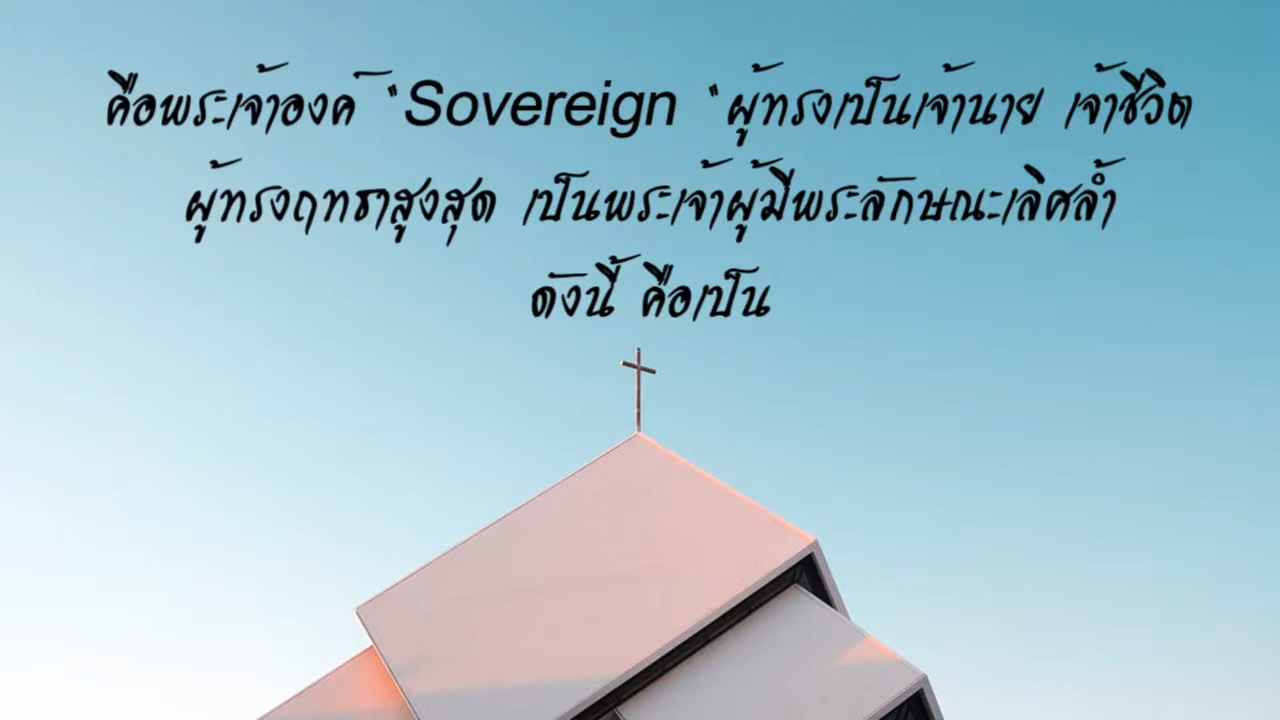 คือพระเจ้าองค์ "Sovereign "ผู้ทรงเป็นเจ้านาย เจ้าชีวิต
ผู้ทรงฤทธาสูงสุด เป็นพระเจ้าผู้มีพระลักษณะเลิศล้ำ
ดังนี้ คือเป็น